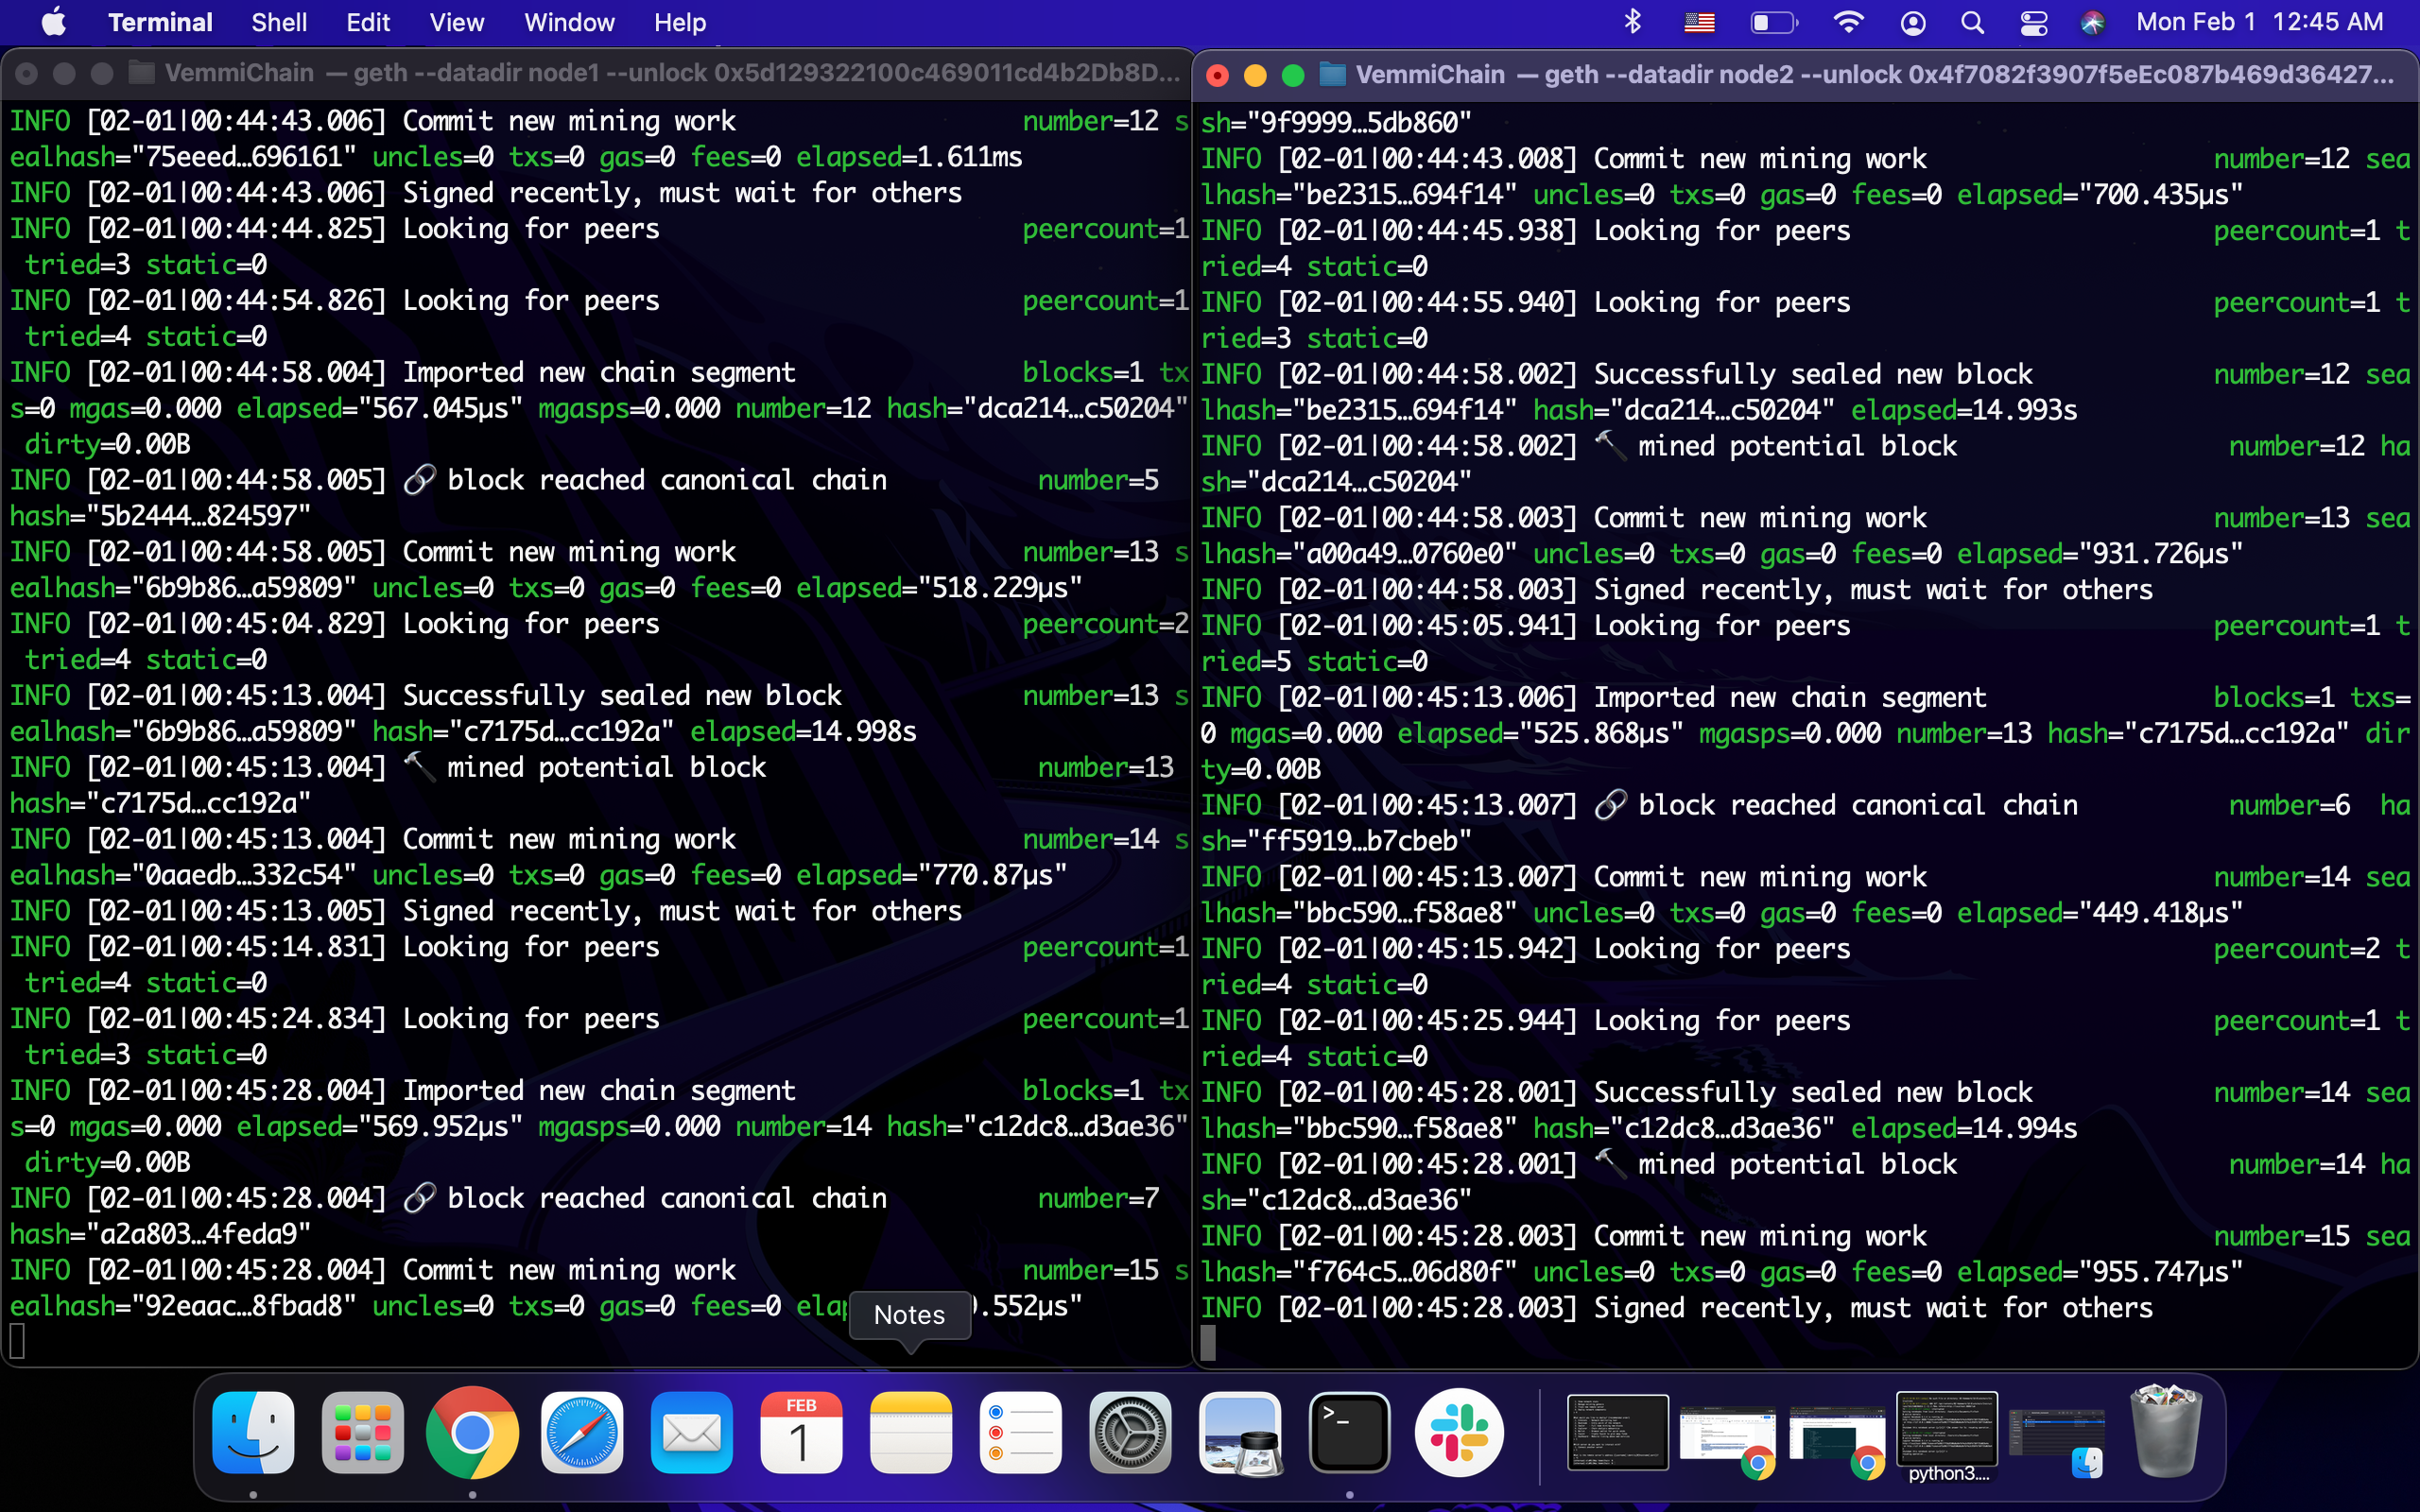 Terminal Shell Edit View Window Help Mon Feb 1 12:45 AM
VemmiChain — geth --datadir node1 --unlock 0x5d129322100c469011cd4b2Db8D...
INFO [02-01|00:44:43.006] Commit new mining work number=12 s
ealhash="75eeed…696161" uncles=0 txs=0 gas=0 fees=0 elapsed=1.611ms
INFO [02-01|00:44:43.006] Signed recently, must wait for others
INFO [02-01|00:44:44.825] Looking for peers peercount=1
tried=3 static=0
INFO [02-01|00:44:54.826] Looking for peers peercount=1
tried=4 static=0
INFO [02-01|00:44:58.004] Imported new chain segment blocks=1 tx
s=0 mgas=0.000 elapsed="567.045µs" mgasps=0.000 number=12 hash="dca214…c50204"
dirty=0.00B
INFO [02-01|00:44:58.005] 🔗 block reached canonical chain number=5
hash="5b2444…824597"
INFO [02-01|00:44:58.005] Commit new mining work number=13 s
ealhash="6b9b86…a59809" uncles=0 txs=0 gas=0 fees=0 elapsed="518.229µs"
INFO [02-01|00:45:04.829] Looking for peers peercount=2
tried=4 static=0
INFO [02-01|00:45:13.004] Successfully sealed new block number=13 s
ealhash="6b9b86…a59809" hash="c7175d…cc192a" elapsed=14.998s
INFO [02-01|00:45:13.004] 🔨 mined potential block number=13
hash="c7175d…cc192a"
INFO [02-01|00:45:13.004] Commit new mining work number=14 s
ealhash="0aaedb…332c54" uncles=0 txs=0 gas=0 fees=0 elapsed="770.87µs"
INFO [02-01|00:45:13.005] Signed recently, must wait for others
INFO [02-01|00:45:14.831] Looking for peers peercount=1
tried=4 static=0
INFO [02-01|00:45:24.834] Looking for peers peercount=1
tried=3 static=0
INFO [02-01|00:45:28.004] Imported new chain segment blocks=1 tx
s=0 mgas=0.000 elapsed="569.952µs" mgasps=0.000 number=14 hash="c12dc8…d3ae36"
dirty=0.00B
INFO [02-01|00:45:28.004] 🔗 block reached canonical chain number=7
hash="a2a803…4feda9"
INFO [02-01|00:45:28.004] Commit new mining work number=15 s
ealhash="92eaac…8fbad8" uncles=0 txs=0 gas=0 fees=0 .552µs"
VemmiChain — geth --datadir node2 --unlock 0x4f7082f3907f5eEc087b469d36427...
sh="9f9999…5db860"
INFO [02-01|00:44:43.008] Commit new mining work number=12 sea
lhash="be2315…694f14" uncles=0 txs=0 gas=0 fees=0 elapsed="700.435µs"
INFO [02-01|00:44:45.938] Looking for peers peercount=1 t
ried=4 static=0
INFO [02-01|00:44:55.940] Looking for peers peercount=1 t
ried=3 static=0
INFO [02-01|00:44:58.002] Successfully sealed new block number=12 sea
lhash="be2315…694f14" hash="dca214…c50204" elapsed=14.993s
INFO [02-01|00:44:58.002] 🔨 mined potential block number=12 ha
sh="dca214…c50204"
INFO [02-01|00:44:58.003] Commit new mining work number=13 sea
lhash="a00a49…0760e0" uncles=0 txs=0 gas=0 fees=0 elapsed="931.726µs"
INFO [02-01|00:44:58.003] Signed recently, must wait for others
INFO [02-01|00:45:05.941] Looking for peers peercount=1 t
ried=5 static=0
INFO [02-01|00:45:13.006] Imported new chain segment blocks=1 txs=
0 mgas=0.000 elapsed="525.868µs" mgasps=0.000 number=13 hash="c7175d…cc192a" dir
ty=0.00B
INFO [02-01|00:45:13.007] 🔗 block reached canonical chain number=6 ha
sh="ff5919…b7cbeb"
INFO [02-01|00:45:13.007] Commit new mining work number=14 sea
lhash="bbc590…f58ae8" uncles=0 txs=0 gas=0 fees=0 elapsed="449.418µs"
INFO [02-01|00:45:15.942] Looking for peers peercount=2 t
ried=4 static=0
INFO [02-01|00:45:25.944] Looking for peers peercount=1 t
ried=4 static=0
INFO [02-01|00:45:28.001] Successfully sealed new block number=14 sea
lhash="bbc590…f58ae8" hash="c12dc8…d3ae36" elapsed=14.994s
INFO [02-01|00:45:28.001] 🔨 mined potential block number=14 ha
sh="c12dc8…d3ae36"
INFO [02-01|00:45:28.003] Commit new mining work number=15 sea
lhash="f764c5…06d80f" uncles=0 txs=0 gas=0 fees=0 elapsed="955.747µs"
INFO [02-01|00:45:28.003] Signed recently, must wait for others
Notes
FEB
1
>_
python3....